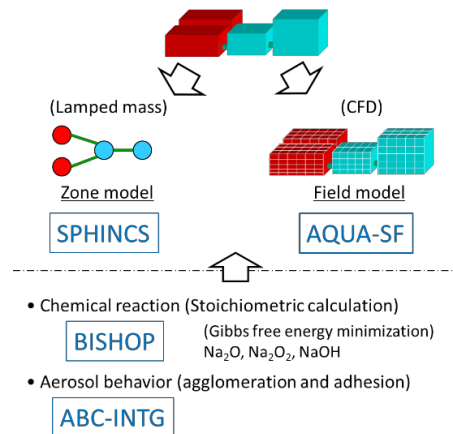 (Lamped mass)
(CFD)
Zone model
Field model
SPHINCS
AQUA-SF
• Chemical reaction (Stoichiometric calculation)
BISHOP
(Gibbs free energy minimization)
Na₂O, Na₂O₂, NaOH
• Aerosol behavior (agglomeration and adhesion)
ABC-INTG